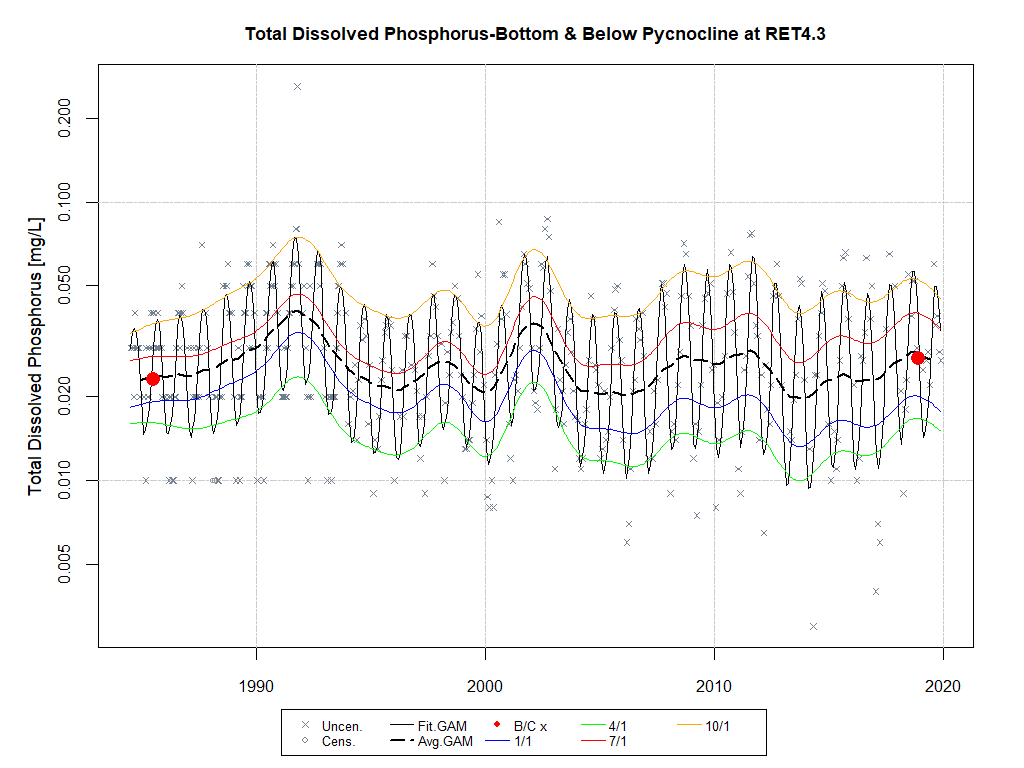 Total Dissolved Phosphorus-Bottom & Below Pycnocline at RET4.3
Total Dissolved Phosphorus [mg/L]
0.200
0.100
0.050
0.020
0.010
0.005
1990 2000 2010 2020
Uncen. Fit.GAM B/C x 4/1 10/1
Cens. Avg.GAM 1/1 7/1